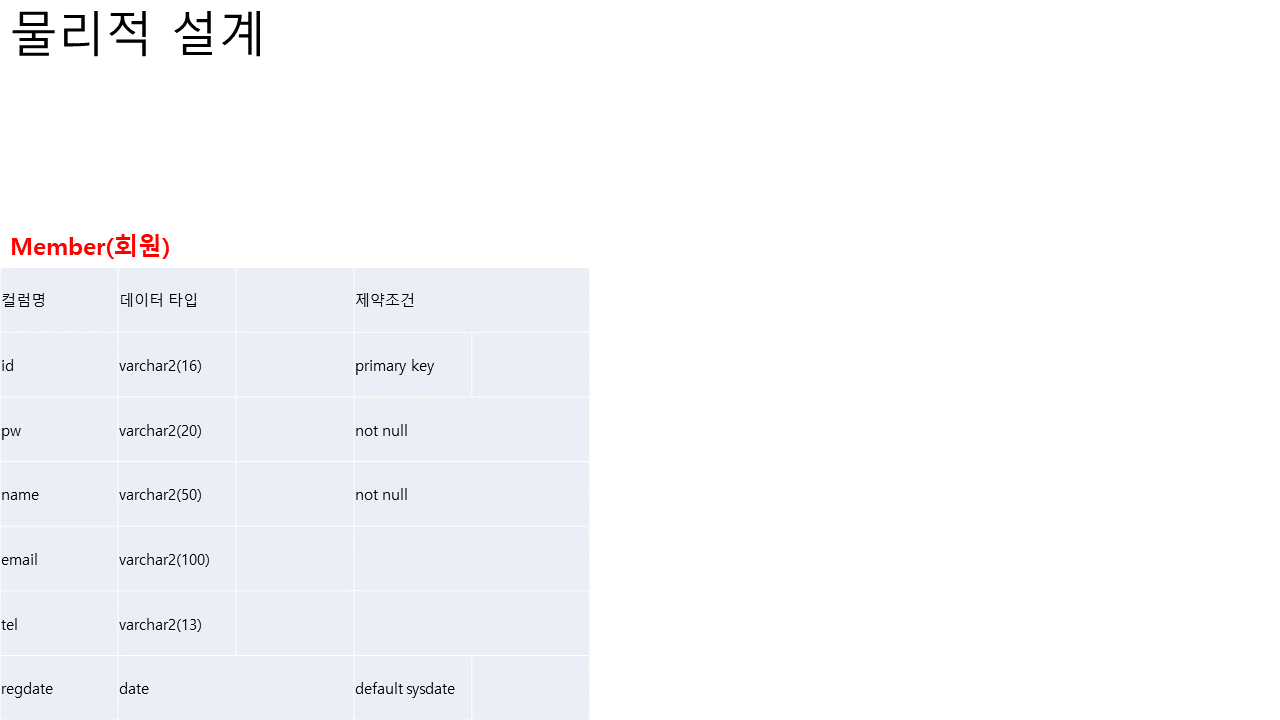 물리적 설계
Member(회원)
컬럼명 데이터 타입 제약조건
id varchar2(16) primary key
pw varchar2(20) not null
name varchar2(50) not null
email varchar2(100)
tel varchar2(13)
regdate date default sysdate